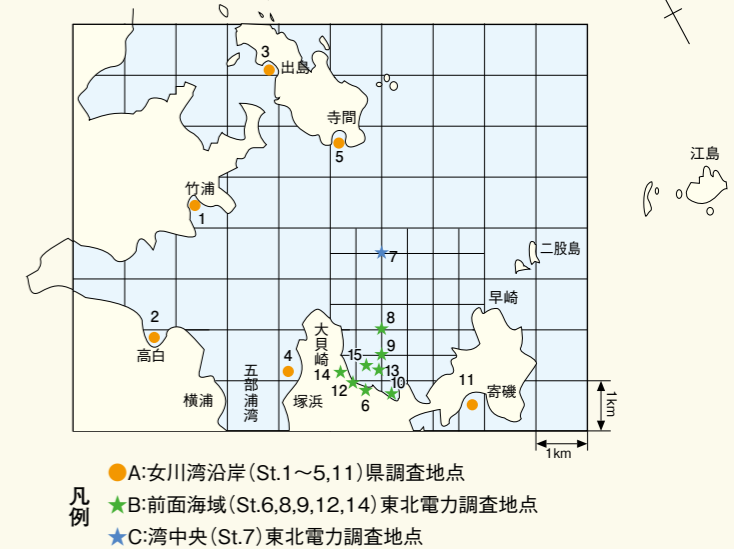 3
出島
寺間
5
江島
竹浦
1
7
二股島
早崎
2
高白
大貝崎
8
9
15
13
14
10
12
6
4
五部浦湾
横浦
塚浜
11
寄磯
1km
1km
凡例
A:女川湾沿岸(St.1～5,11)県調査地点
B:前面海域(St.6,8,9,12,14)東北電力調査地点
C:湾中央(St.7)東北電力調査地点